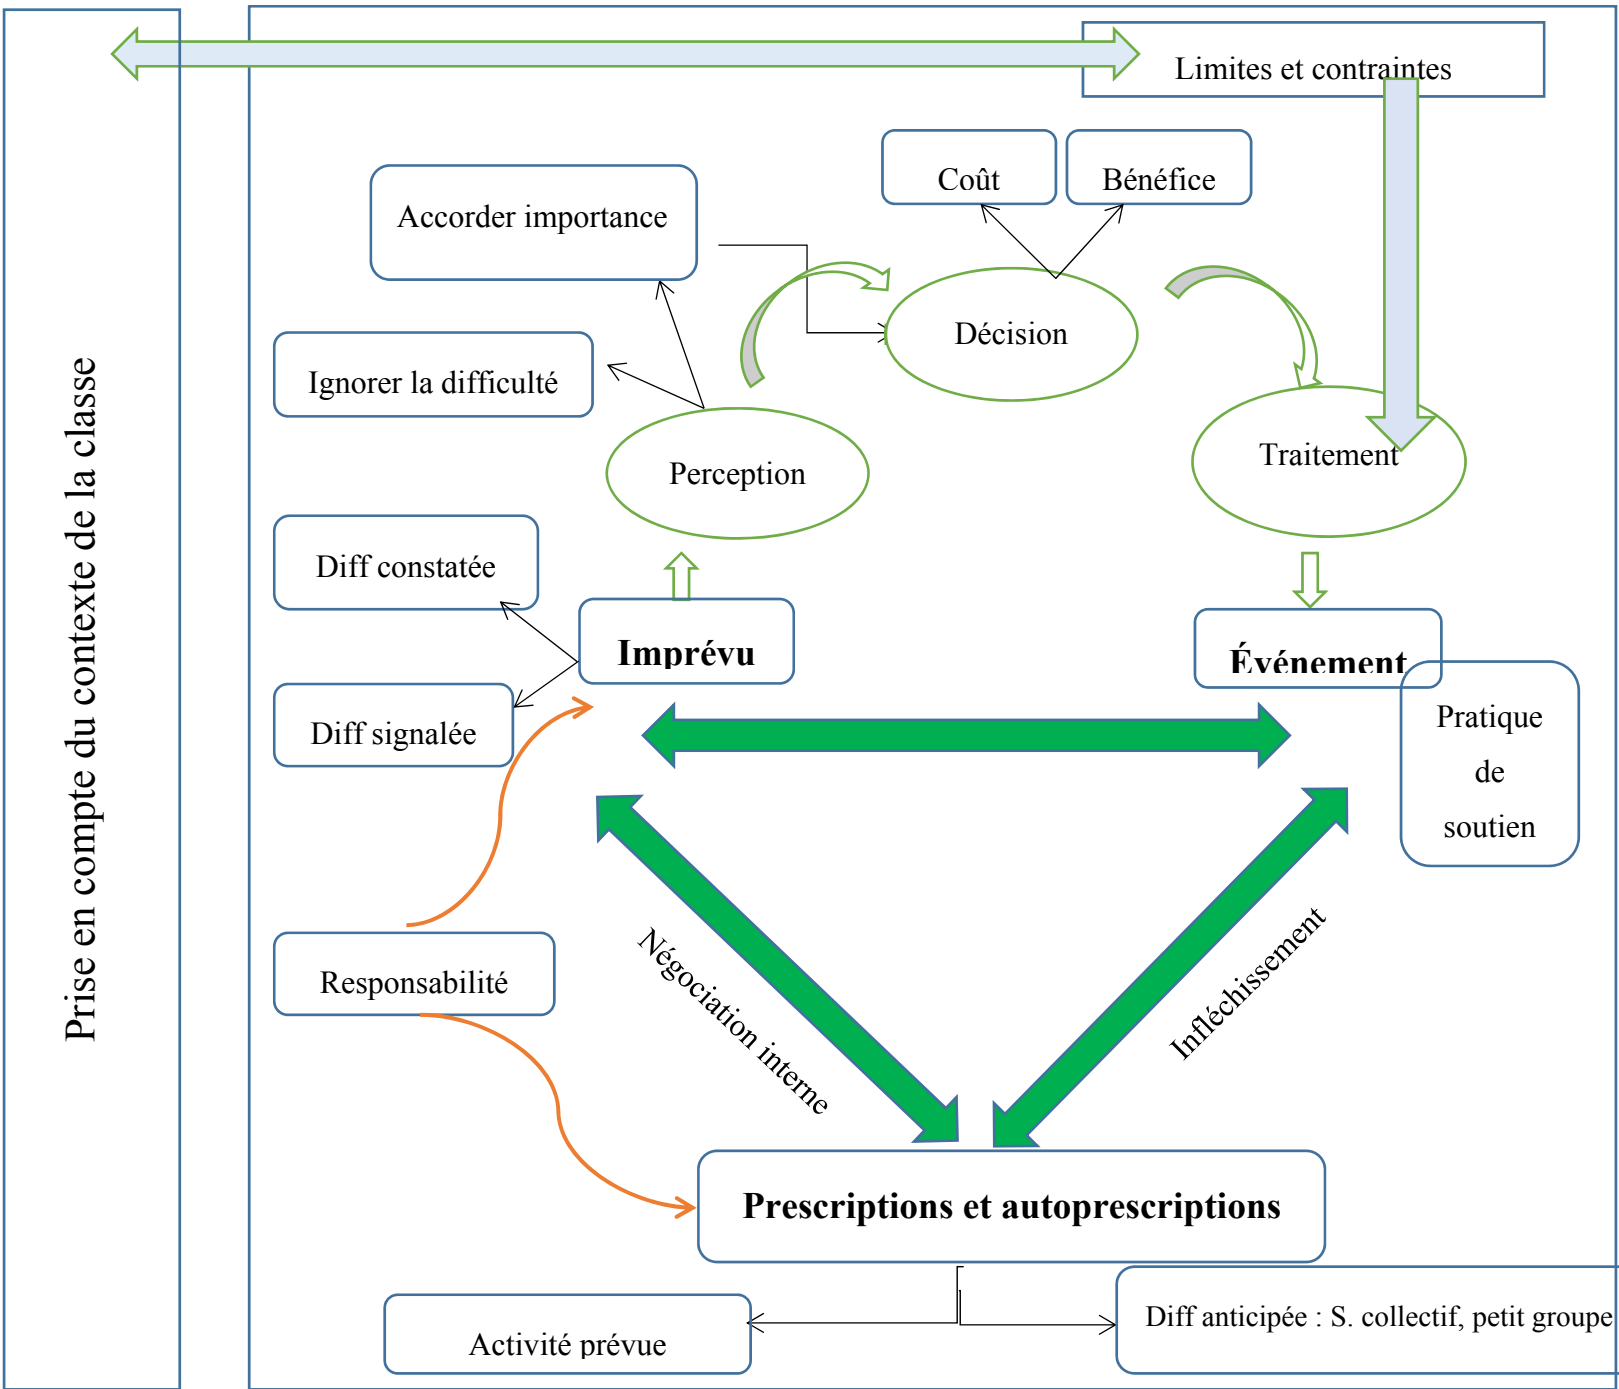 Prise en compte du contexte de la classe
Limites et contraintes
Coût
Bénéfice
Accorder importance
Décision
Ignorer la difficulté
Perception
Traitement
Diff constatée
Imprévu
Événement
Diff signalée
Pratique
de
soutien
Responsabilité
Négociation interne
Infléchissement
Prescriptions et autoprescriptions
Activité prévue
Diff anticipée : S. collectif, petit groupe